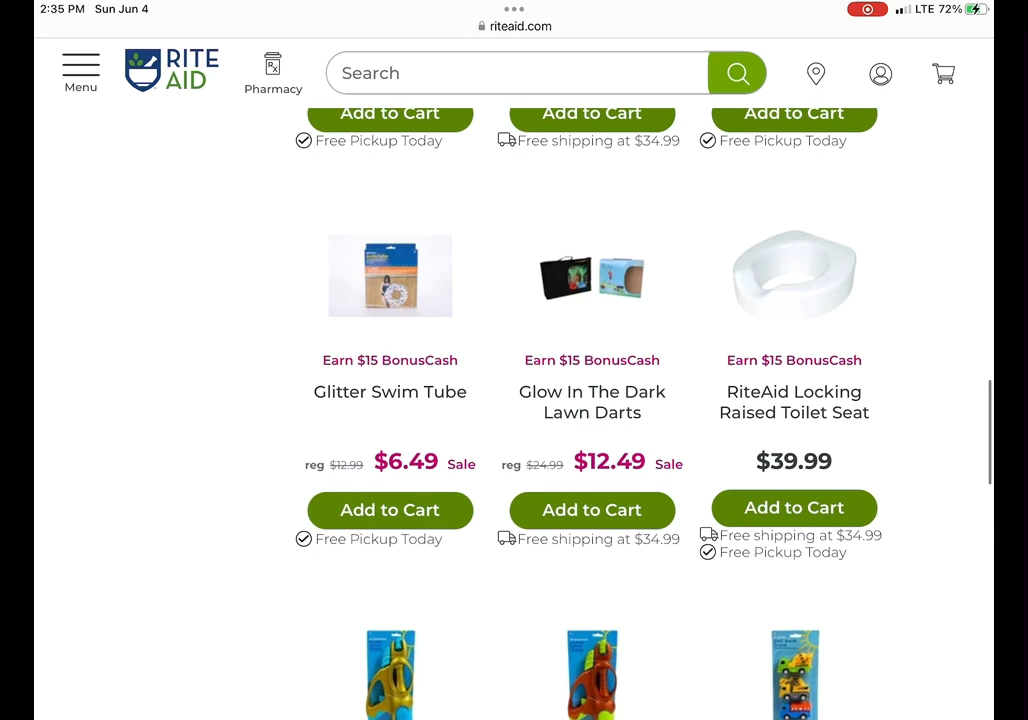 2:35 PM Sun Jun 4
LTE 72%
riteaid.com
Menu
RITE
AID
Pharmacy
Search
Add to Cart
Add to Cart
Add to Cart
Free Pickup Today
Free shipping at $34.99
Free Pickup Today
Earn $15 BonusCash
Earn $15 BonusCash
Earn $15 BonusCash
Glitter Swim Tube
Glow In The Dark
Lawn Darts
RiteAid Locking
Raised Toilet Seat
reg $12.99 $6.49 Sale
reg $24.99 $12.49 Sale
$39.99
Add to Cart
Add to Cart
Add to Cart
Free Pickup Today
Free shipping at $34.99
Free shipping at $34.99
Free Pickup Today